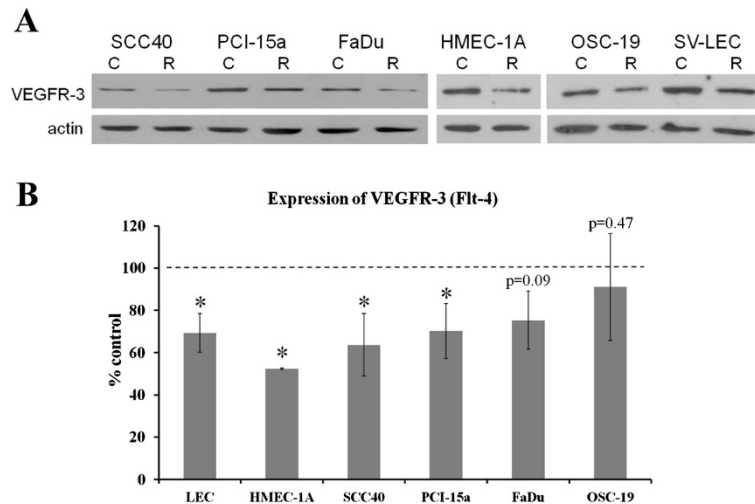 A
SCC40 PCI-15a FaDu HMEC-1A OSC-19 SV-LEC
C R C R C R C R C R C R
VEGFR-3
actin
B
Expression of VEGFR-3 (Flt-4)
% control
120
100
80
60
40
20
0
* * * * p=0.09 p=0.47
LEC HMEC-1A SCC40 PCI-15a FaDu OSC-19